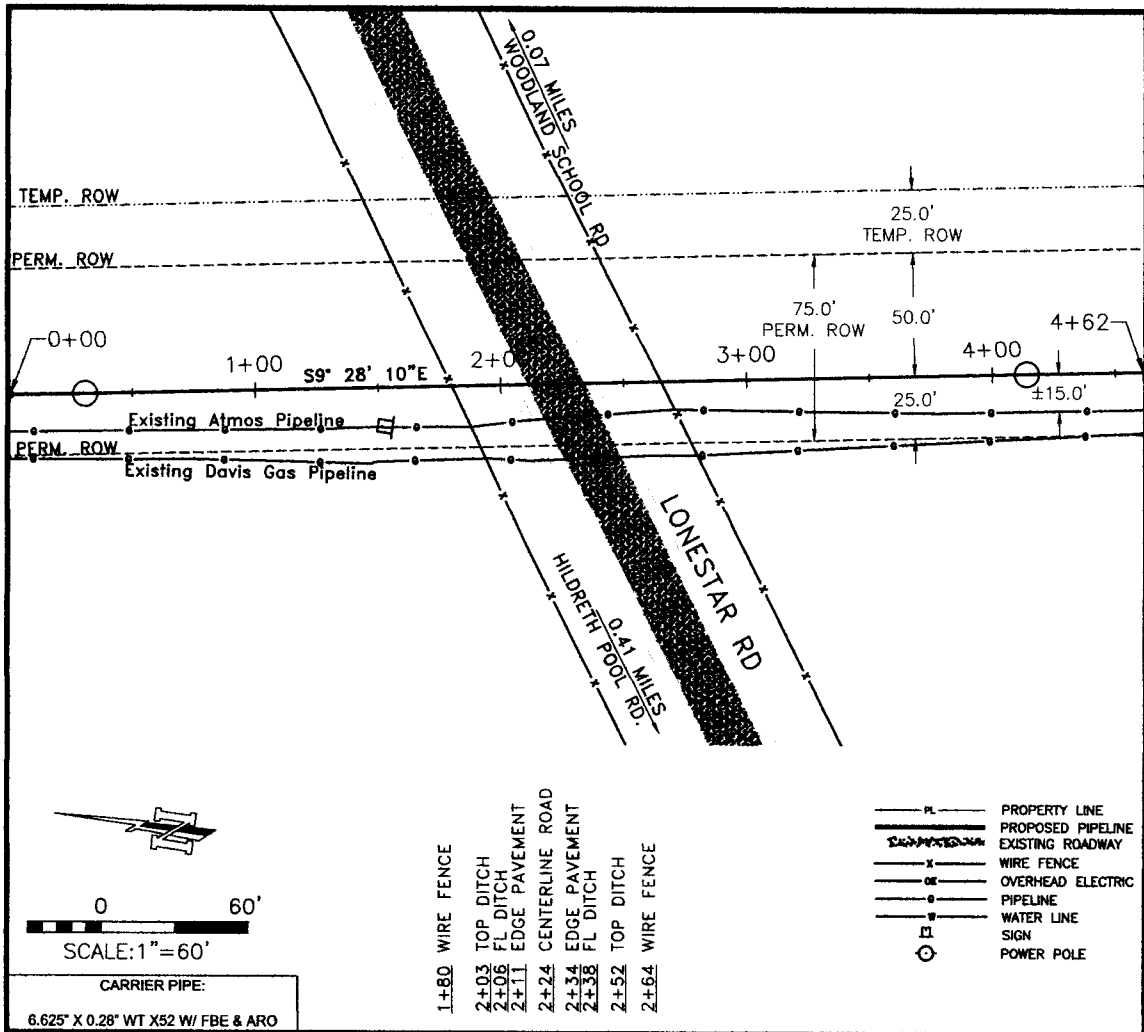 0.07 MILES
WOODLAND SCHOOL RD
TEMP. ROW
25.0'
TEMP. ROW
PERM. ROW
75.0'
PERM. ROW
50.0'
0+00
1+00
S9° 28' 10"E
2+0
3+00
4+00
4+62
25.0'
±15.0'
Existing Atmos Pipeline
PERM. ROW
Existing Davis Gas Pipeline
LONESTAR RD
0.41 MILES
HILDRETH POOL RD.
0 60'
SCALE:1"=60'
CARRIER PIPE:
6.625" X 0.28" WT X52 W/ FBE & ARO
1+80 WIRE FENCE
2+03 TOP DITCH
2+06 FL DITCH
2+11 EDGE PAVEMENT
2+24 CENTERLINE ROAD
2+34 EDGE PAVEMENT
2+38 FL DITCH
2+52 TOP DITCH
2+64 WIRE FENCE
PL PROPERTY LINE
PROPOSED PIPELINE
EXISTING ROADWAY
X WIRE FENCE
OE OVERHEAD ELECTRIC
G PIPELINE
W WATER LINE
SIGN
POWER POLE